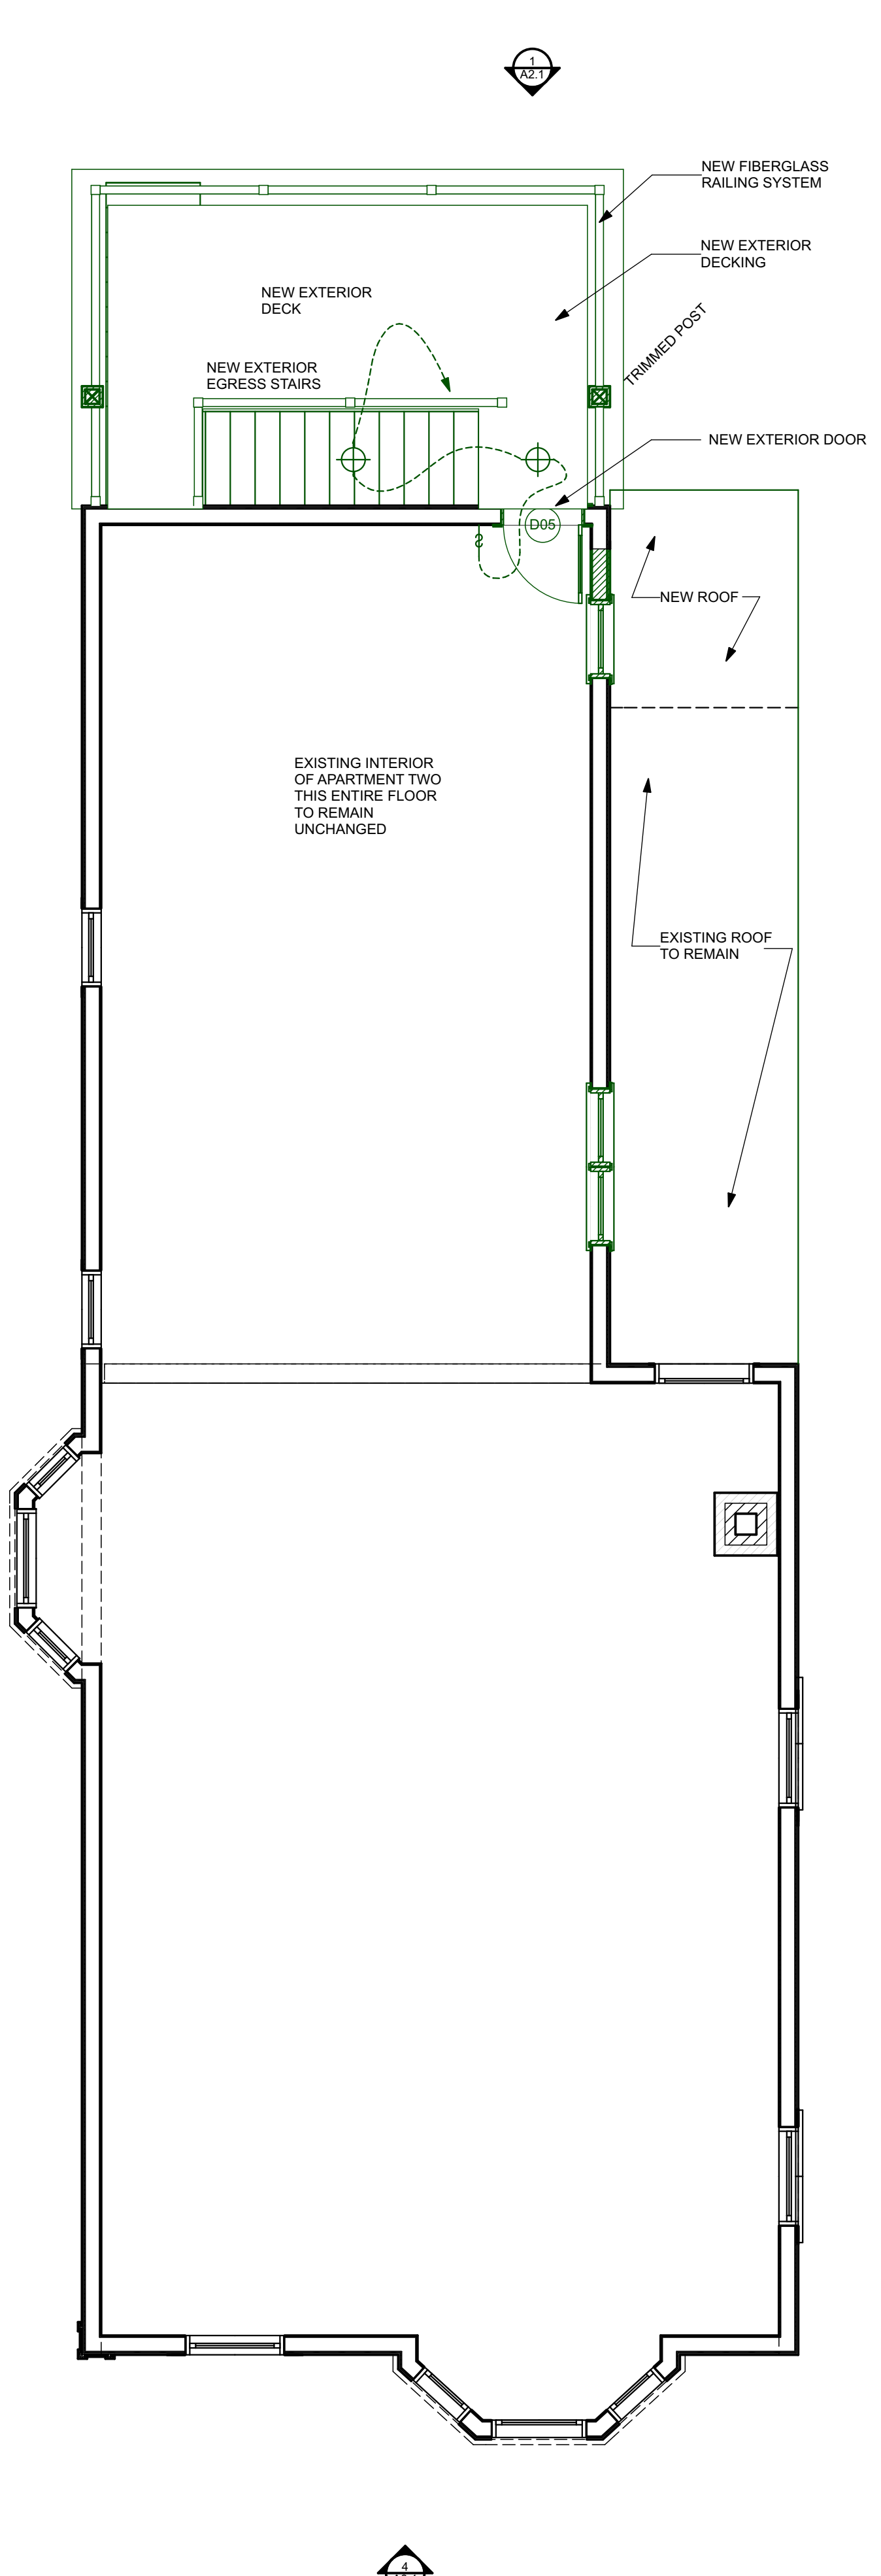 1
A2.1
NEW FIBERGLASS
RAILING SYSTEM
NEW EXTERIOR
DECKING
NEW EXTERIOR
DECK
TRIMMED POST
NEW EXTERIOR
EGRESS STAIRS
NEW EXTERIOR DOOR
D05
NEW ROOF
EXISTING INTERIOR
OF APARTMENT TWO
THIS ENTIRE FLOOR
TO REMAIN
UNCHANGED
EXISTING ROOF
TO REMAIN
4